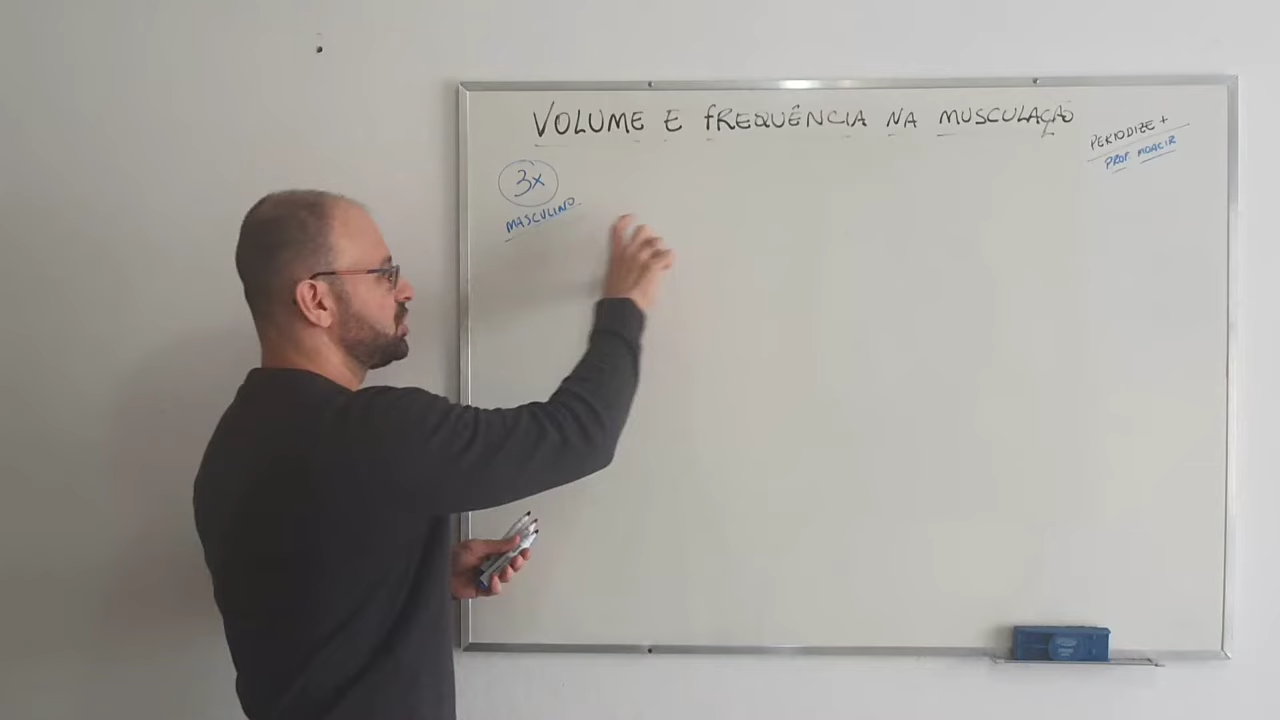 VOLUME E FREQUÊNCIA NA MUSCULAÇÃO
PERIODIZE +
PROF. MOACIR
3x
MASCULINO